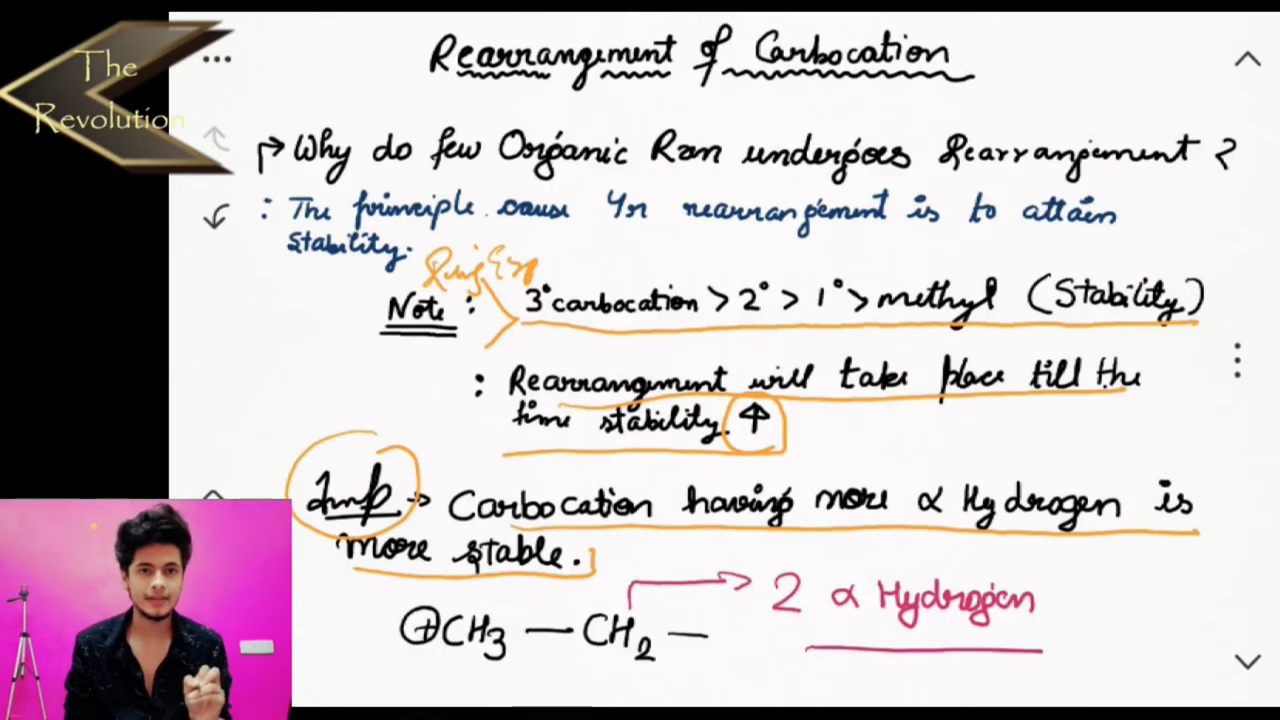 The
Revolution
Rearrangement of Carbocation
→ Why do few Organic Rxn undergoes Rearrangement ?
: The principle cause for rearrangement is to attain
stability.
Ring Exp
Note : 3° carbocation > 2° > 1° > methyl (Stability)
: Rearrangement will take place till the
time stability ↑
Imp → Carbocation having more α Hydrogen is
more stable.
⊕CH3 — CH2 — → 2 α Hydrogen